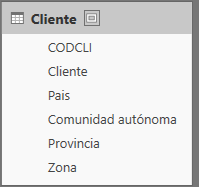 Cliente
CODCLI
Cliente
Pais
Comunidad autónoma
Provincia
Zona